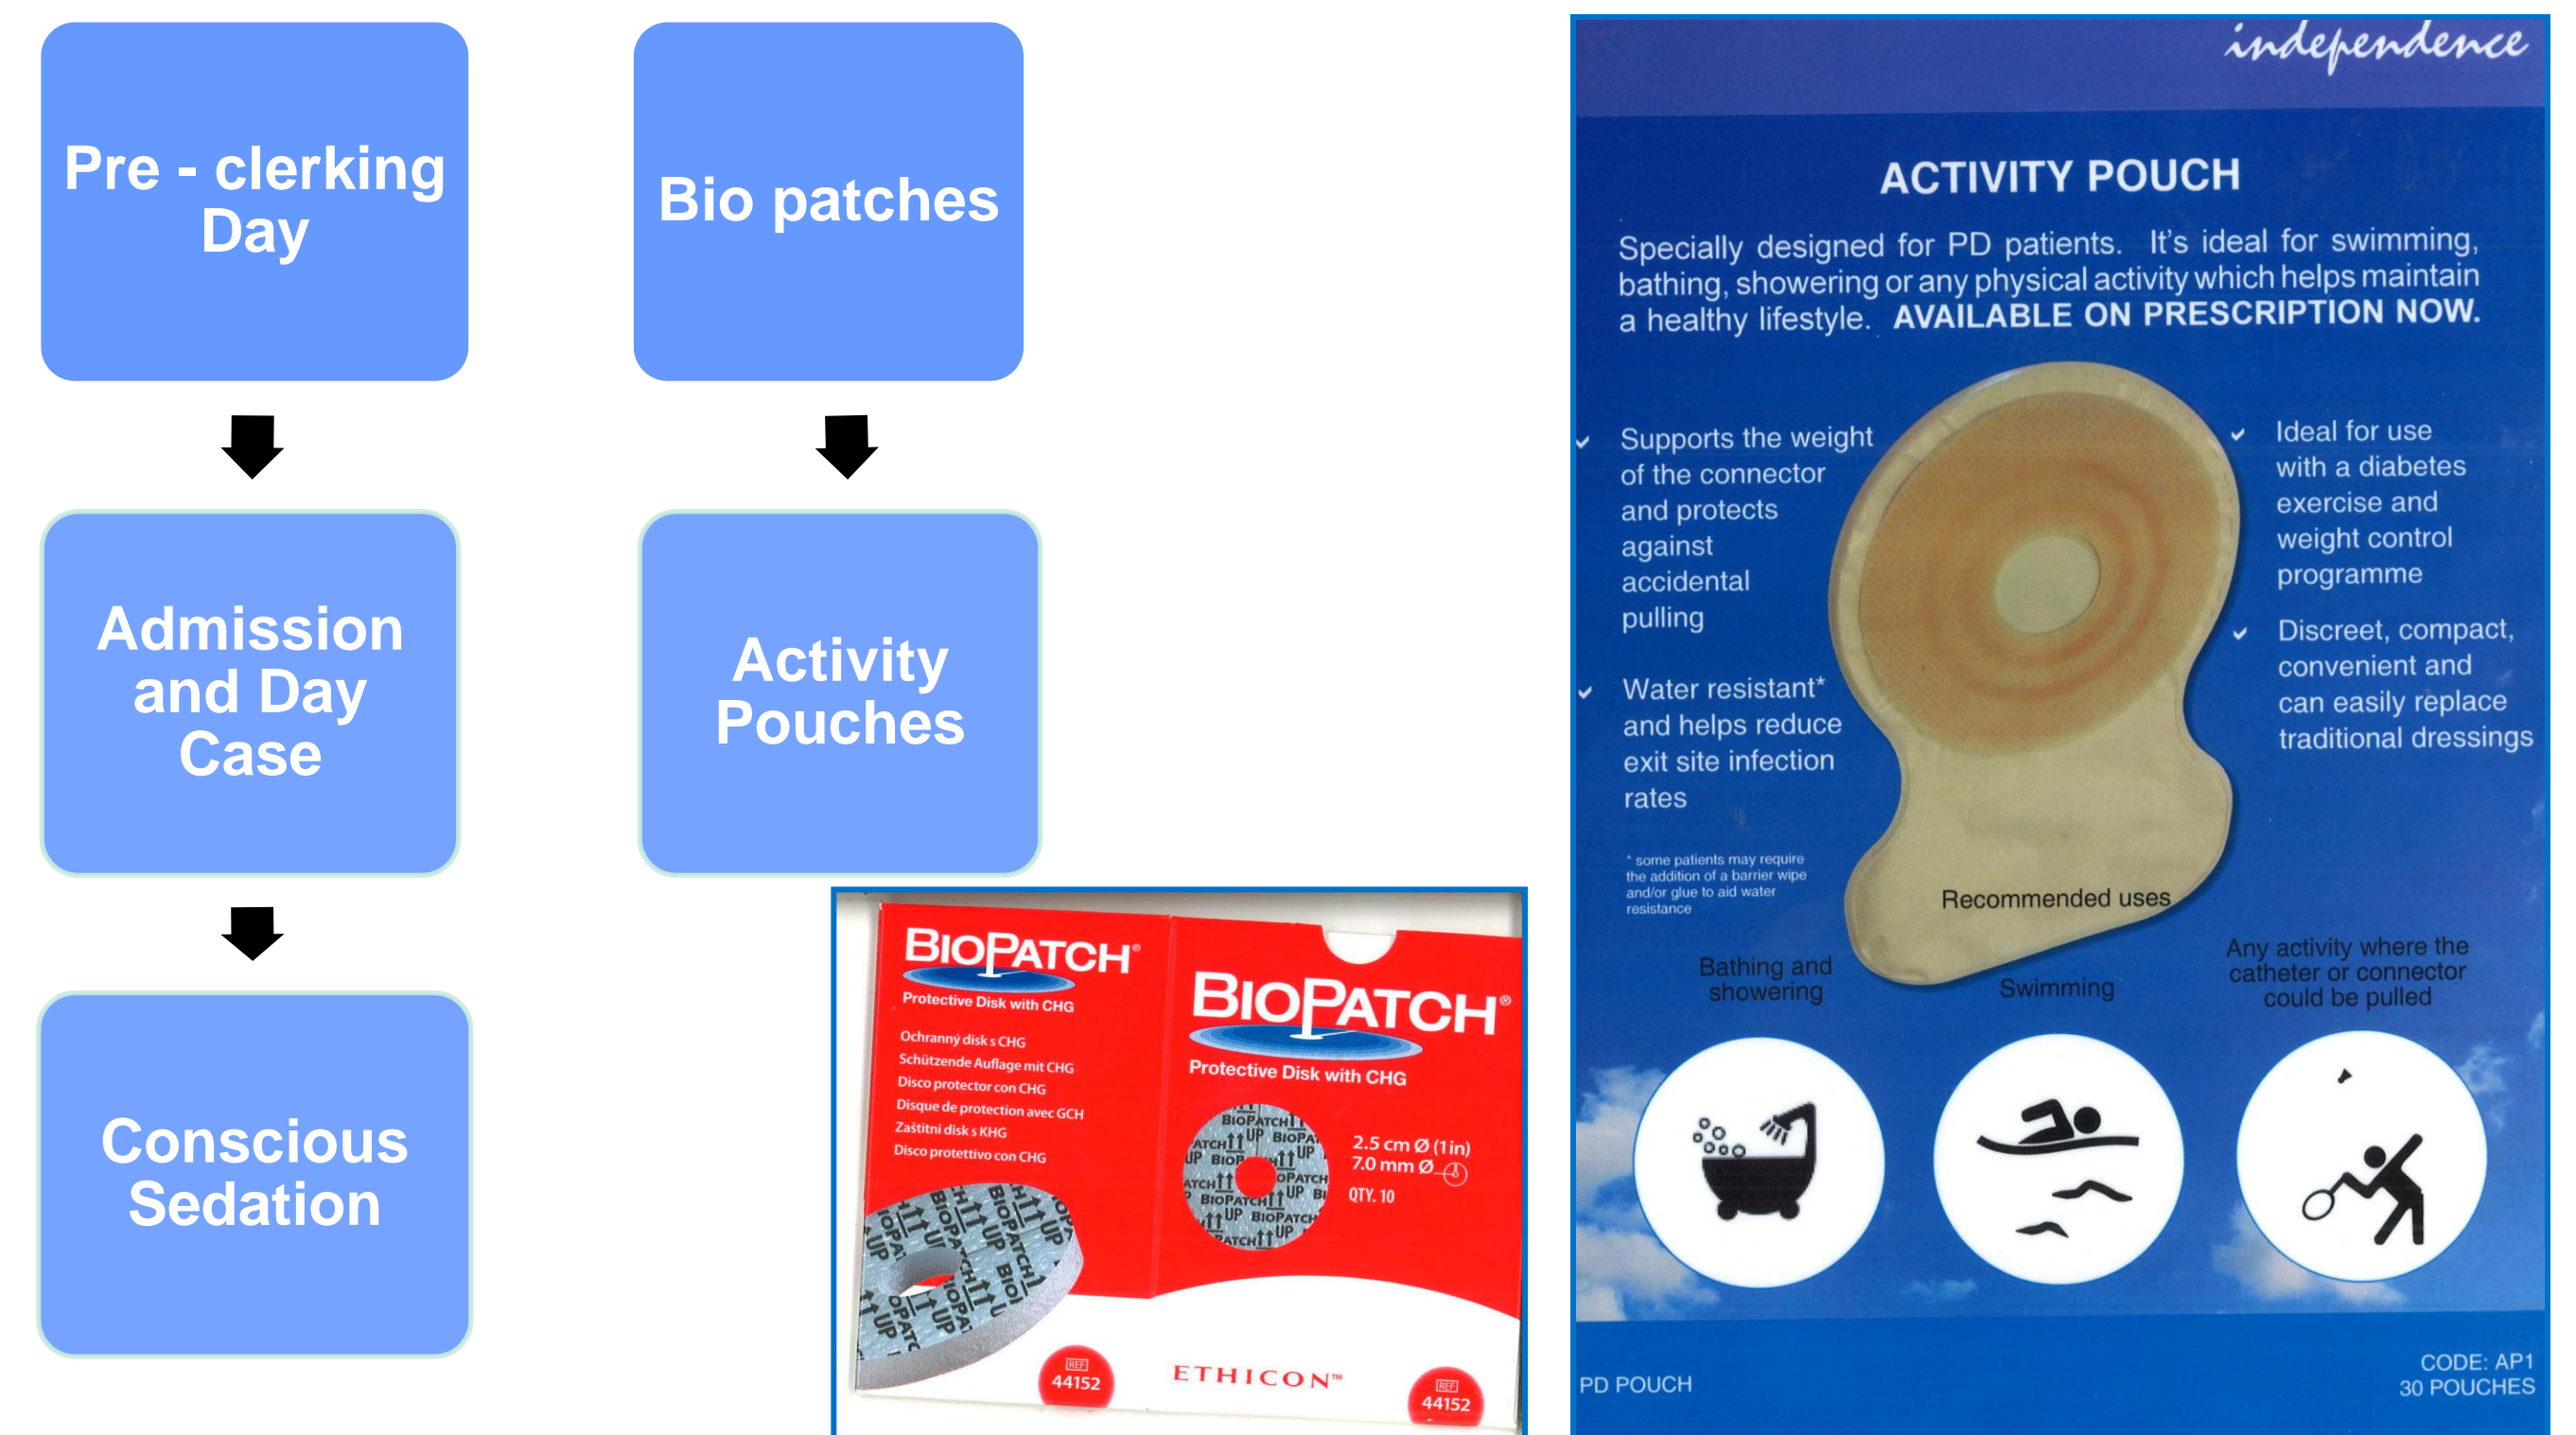 Pre - clerking
Day
Admission
and Day
Case
Conscious
Sedation
Bio patches
Activity
Pouches
BIOPATCH®
Protective Disk with CHG
Ochranný disk s CHG
Schützende Auflage mit CHG
Disco protector con CHG
Disque de protection avec GCH
Zaštitni disk s KHG
Disco protettivo con CHG
REF
44152
BIOPATCH®
Protective Disk with CHG
2.5 cm Ø (1in)
7.0 mm Ø
QTY. 10
ETHICON™
REF
44152
independence
ACTIVITY POUCH
Specially designed for PD patients. It's ideal for swimming,
bathing, showering or any physical activity which helps maintain
a healthy lifestyle. AVAILABLE ON PRESCRIPTION NOW.
Supports the weight
of the connector
and protects
against
accidental
pulling
Water resistant*
and helps reduce
exit site infection
rates
* some patients may require
the addition of a barrier wipe
and/or glue to aid water
resistance
Ideal for use
with a diabetes
exercise and
weight control
programme
Discreet, compact,
convenient and
can easily replace
traditional dressings
Recommended uses
Bathing and
showering
Swimming
Any activity where the
catheter or connector
could be pulled
PD POUCH
CODE: AP1
30 POUCHES